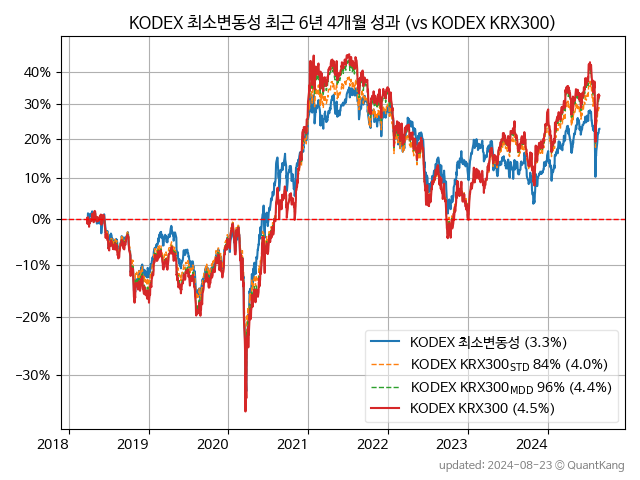 KODEX 최소변동성 최근 6년 4개월 성과 (vs KODEX KRX300)
40%
30%
20%
10%
0%
−10%
−20%
−30%
KODEX 최소변동성 (3.3%)
KODEX KRX300STD 84% (4.0%)
KODEX KRX300MDD 96% (4.4%)
KODEX KRX300 (4.5%)
2018 2019 2020 2021 2022 2023 2024
updated: 2024-08-23 © QuantKang